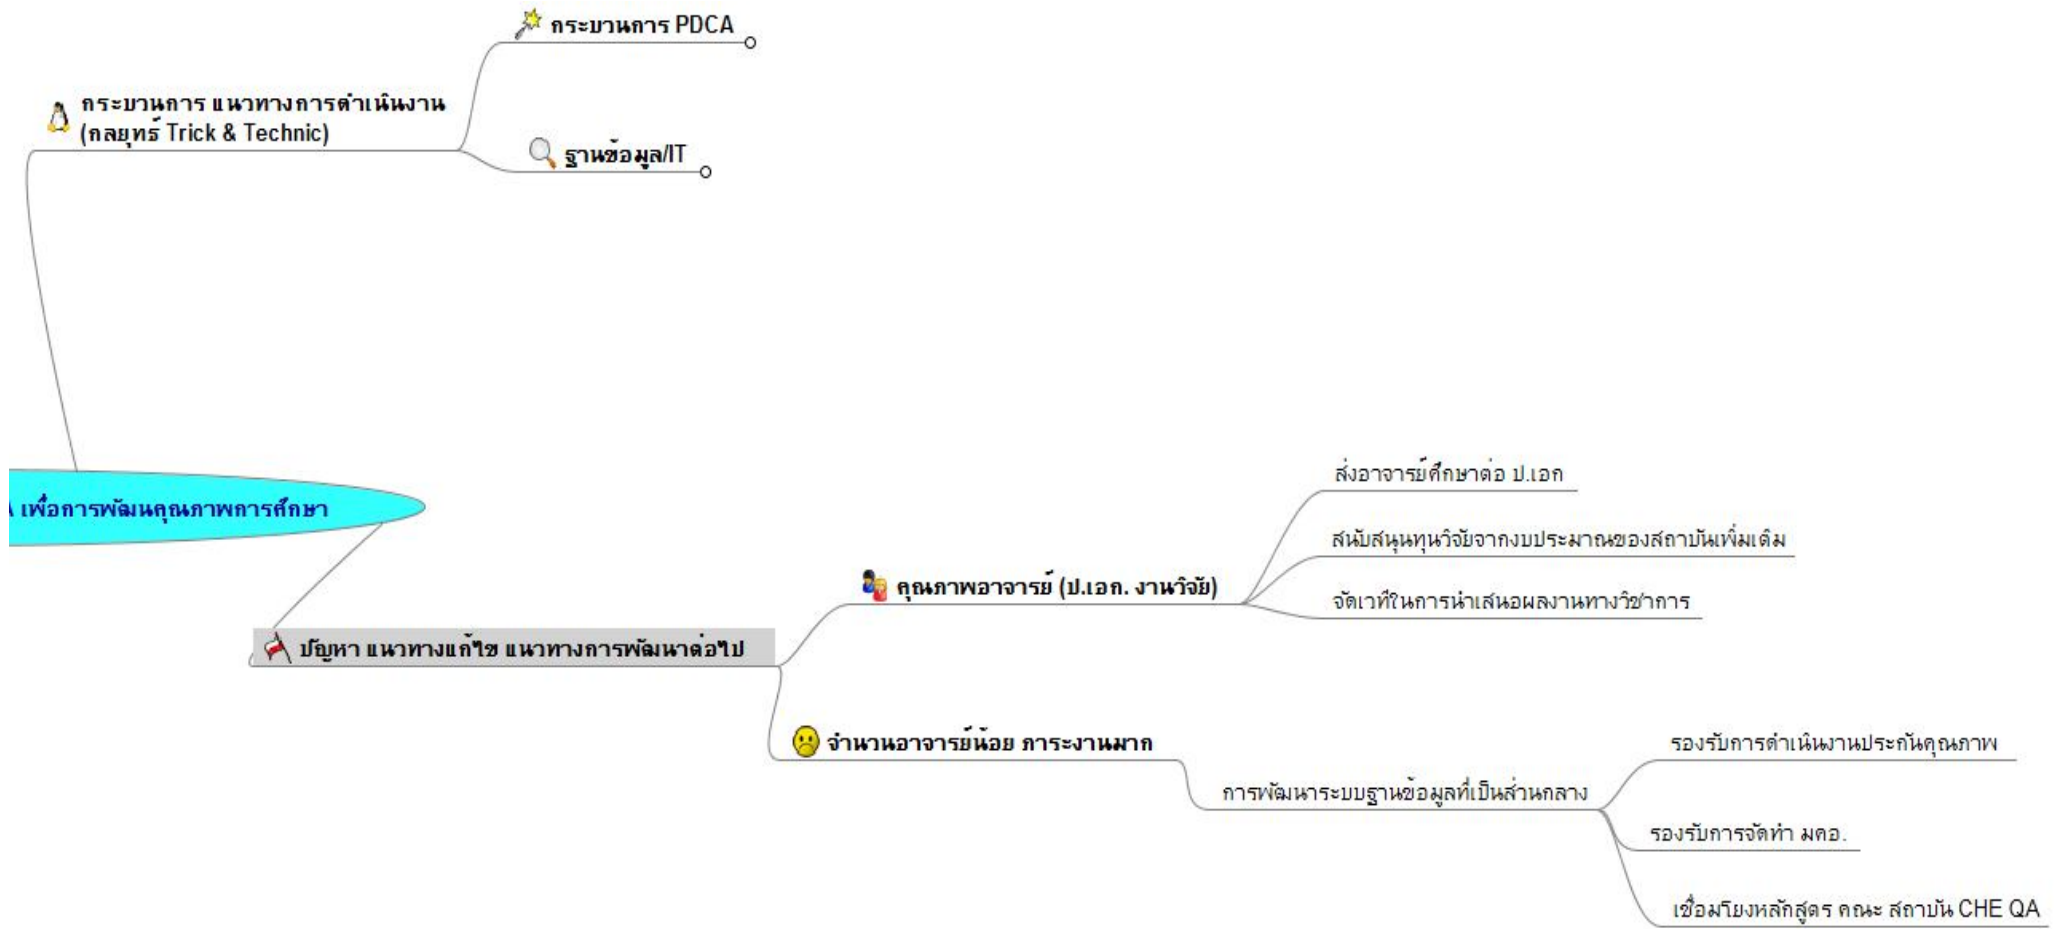 กระบวนการ PDCA
กระบวนการ แนวทางการดำเนินงาน
(กลยุทธ์ Trick & Technic)
ฐานข้อมูล/IT
เพื่อการพัฒนคุณภาพการศึกษา
ส่งอาจารย์ศึกษาต่อ ป.เอก
สนับสนุนทุนวิจัยจากงบประมาณของสถาบันเพิ่มเติม
คุณภาพอาจารย์ (ป.เอก. งานวิจัย)
จัดเวทีในการนำเสนอผลงานทางวิชาการ
ปัญหา แนวทางแก้ไข แนวทางการพัฒนาต่อไป
จำนวนอาจารย์น้อย ภาระงานมาก
รองรับการดำเนินงานประกันคุณภาพ
การพัฒนาระบบฐานข้อมูลที่เป็นส่วนกลาง
รองรับการจัดทำ มคอ.
เชื่อมโยงหลักสูตร คณะ สถาบัน CHE QA